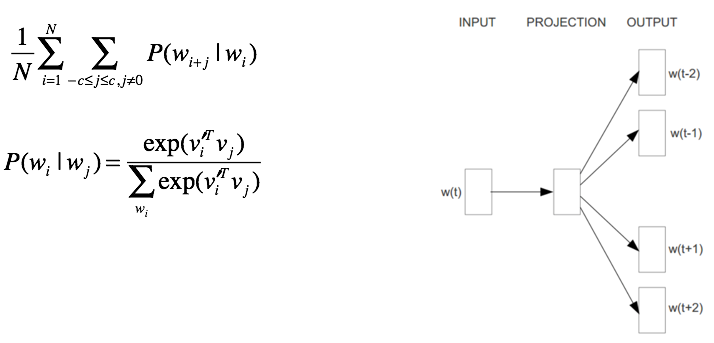 1/N ∑_{i=1}^{N} ∑_{-c≤j≤c,j≠0} P(w_{i+j} | w_i)
P(w_i | w_j) = exp(v_i'^T v_j) / ∑_{w_i} exp(v_i'^T v_j)
INPUT PROJECTION OUTPUT
w(t-2)
w(t-1)
w(t)
w(t+1)
w(t+2)